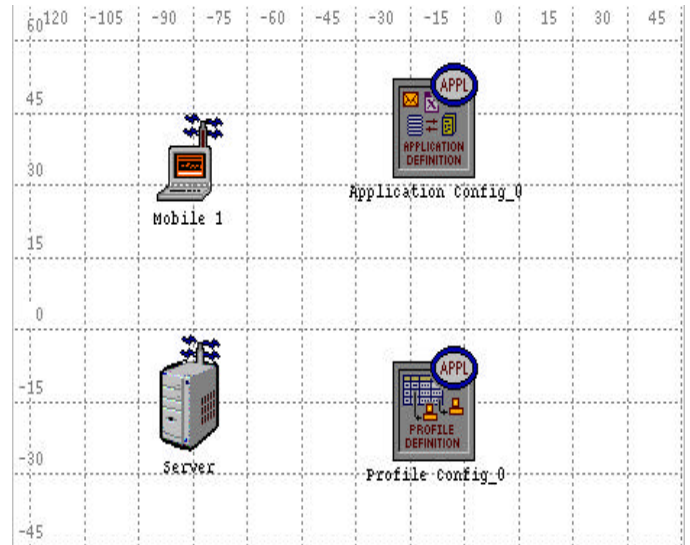 -120 -105 -90 -75 -60 -45 -30 -15 0 15 30 45
60
45
30
15
0
-15
-30
-45
APPL
APPLICATION
DEFINITION
Mobile 1
Application Config_0
APPL
PROFILE
DEFINITION
Server
Profile Config_0